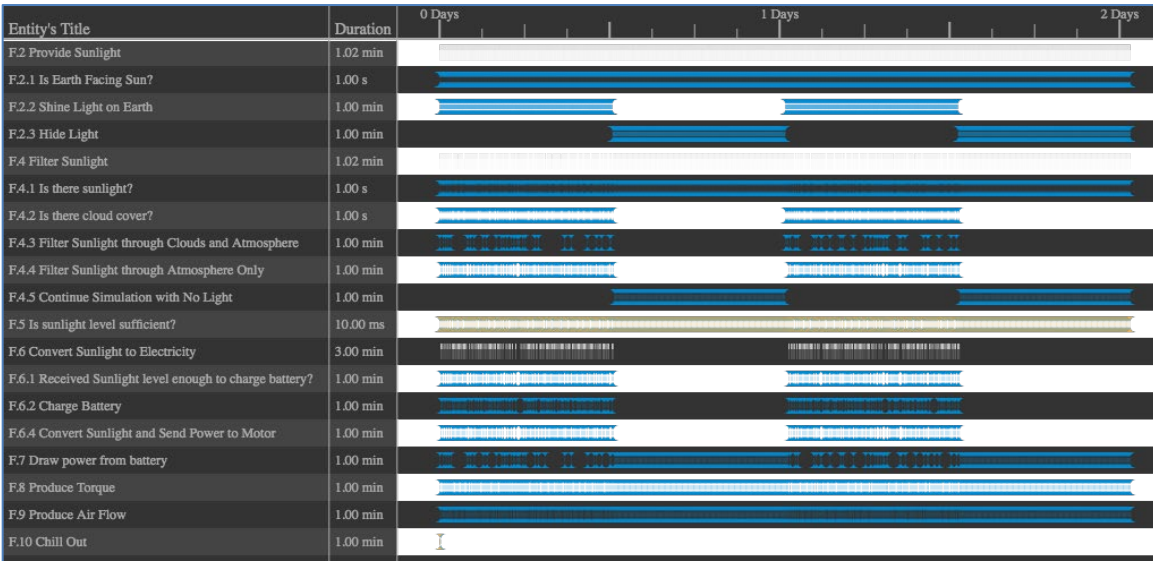 0 Days 1 Days 2 Days
Entity's Title Duration
F.2 Provide Sunlight 1.02 min
F.2.1 Is Earth Facing Sun? 1.00 s
F.2.2 Shine Light on Earth 1.00 min
F.2.3 Hide Light 1.00 min
F.4 Filter Sunlight 1.02 min
F.4.1 Is there sunlight? 1.00 s
F.4.2 Is there cloud cover? 1.00 s
F.4.3 Filter Sunlight through Clouds and Atmosphere 1.00 min
F.4.4 Filter Sunlight through Atmosphere Only 1.00 min
F.4.5 Continue Simulation with No Light 1.00 min
F.5 Is sunlight level sufficient? 10.00 ms
F.6 Convert Sunlight to Electricity 3.00 min
F.6.1 Received Sunlight level enough to charge battery? 1.00 min
F.6.2 Charge Battery 1.00 min
F.6.4 Convert Sunlight and Send Power to Motor 1.00 min
F.7 Draw power from battery 1.00 min
F.8 Produce Torque 1.00 min
F.9 Produce Air Flow 1.00 min
F.10 Chill Out 1.00 min